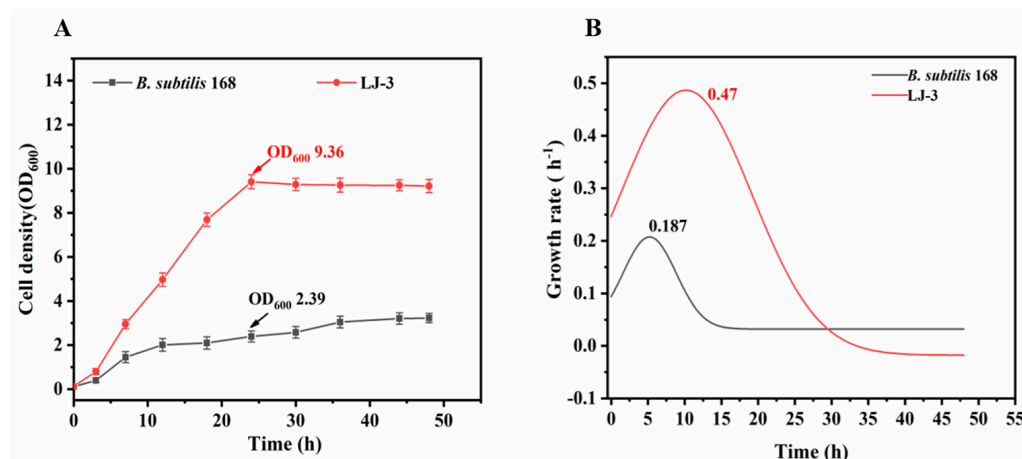 A
B. subtilis 168
LJ-3
OD600 9.36
OD600 2.39
Cell density(OD600)
14
12
10
8
6
4
2
0
0 10 20 30 40 50
Time (h)
B
B. subtilis 168
LJ-3
0.47
0.187
Growth rate ( h-1)
0.5
0.4
0.3
0.2
0.1
0.0
-0.1
0 5 10 15 20 25 30 35 40 45 50 55
Time (h)